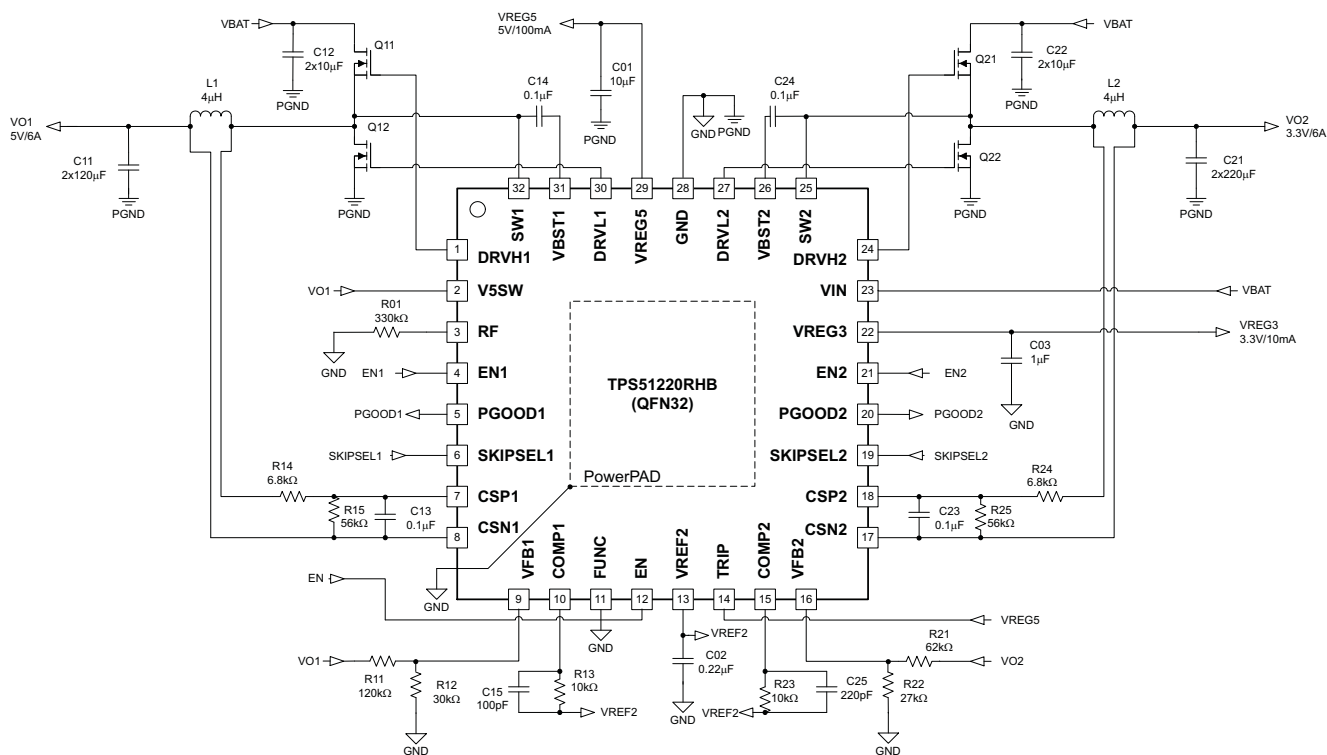 VBAT
C12
2x10μF
PGND
Q11
VREG5
5V/100mA
C01
10μF
PGND
C14
0.1μF
C24
0.1μF
GND
PGND
Q21
VBAT
C22
2x10μF
PGND
L1
4μH
L2
4μH
VO1
5V/6A
VO2
3.3V/6A
C11
2x120μF
PGND
Q12
PGND
Q22
PGND
C21
2x220μF
PGND
32
31
30
29
28
27
26
25
SW1
VBST1
DRVL1
VREG5
GND
DRVL2
VBST2
SW2
1
DRVH1
DRVH2
24
VO1
2
V5SW
VIN
23
VBAT
R01
330kΩ
GND
3
RF
VREG3
22
VREG3
3.3V/10mA
C03
1μF
GND
EN1
4
EN1
EN2
21
EN2
TPS51220RHB
(QFN32)
PGOOD1
5
PGOOD1
PGOOD2
20
PGOOD2
SKIPSEL1
6
SKIPSEL1
SKIPSEL2
19
SKIPSEL2
PowerPAD
R14
6.8kΩ
7
CSP1
CSP2
18
R24
6.8kΩ
R15
56kΩ
C13
0.1μF
8
CSN1
CSN2
17
C23
0.1μF
R25
56kΩ
VFB1
COMP1
FUNC
EN
VREF2
TRIP
COMP2
VFB2
GND
9
10
11
12
13
14
15
16
EN
GND
VREF2
VREG5
VO1
R11
120kΩ
R12
30kΩ
GND
C15
100pF
R13
10kΩ
VREF2
C02
0.22μF
GND
R23
10kΩ
VREF2
C25
220pF
R21
62kΩ
VO2
R22
27kΩ
GND